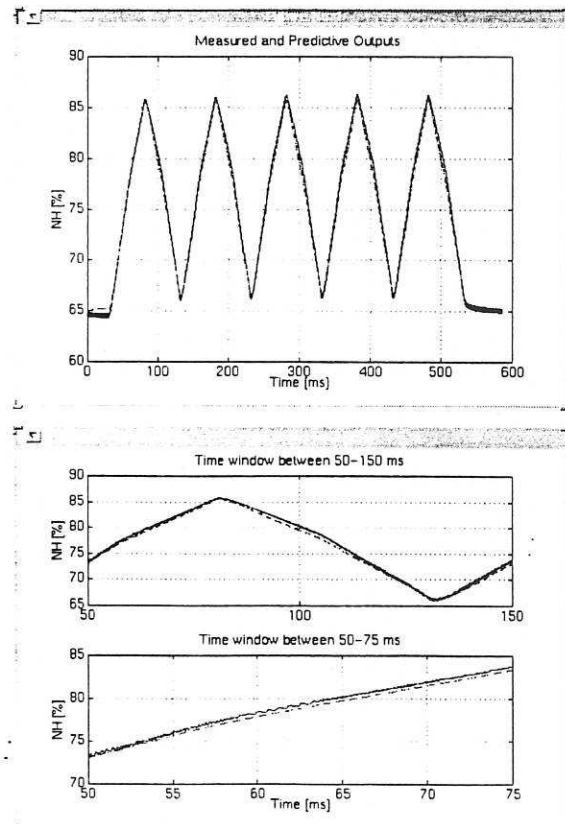 Measured and Predictive Outputs
90
85
80
75
70
65
60
NH [%]
0 100 200 300 400 500 600
Time [ms]
Time window between 50-150 ms
90
85
80
75
70
65
NH [%]
50 100 150
Time window between 50-75 ms
85
80
75
70
NH [%]
50 55 60 65 70 75
Time [ms]